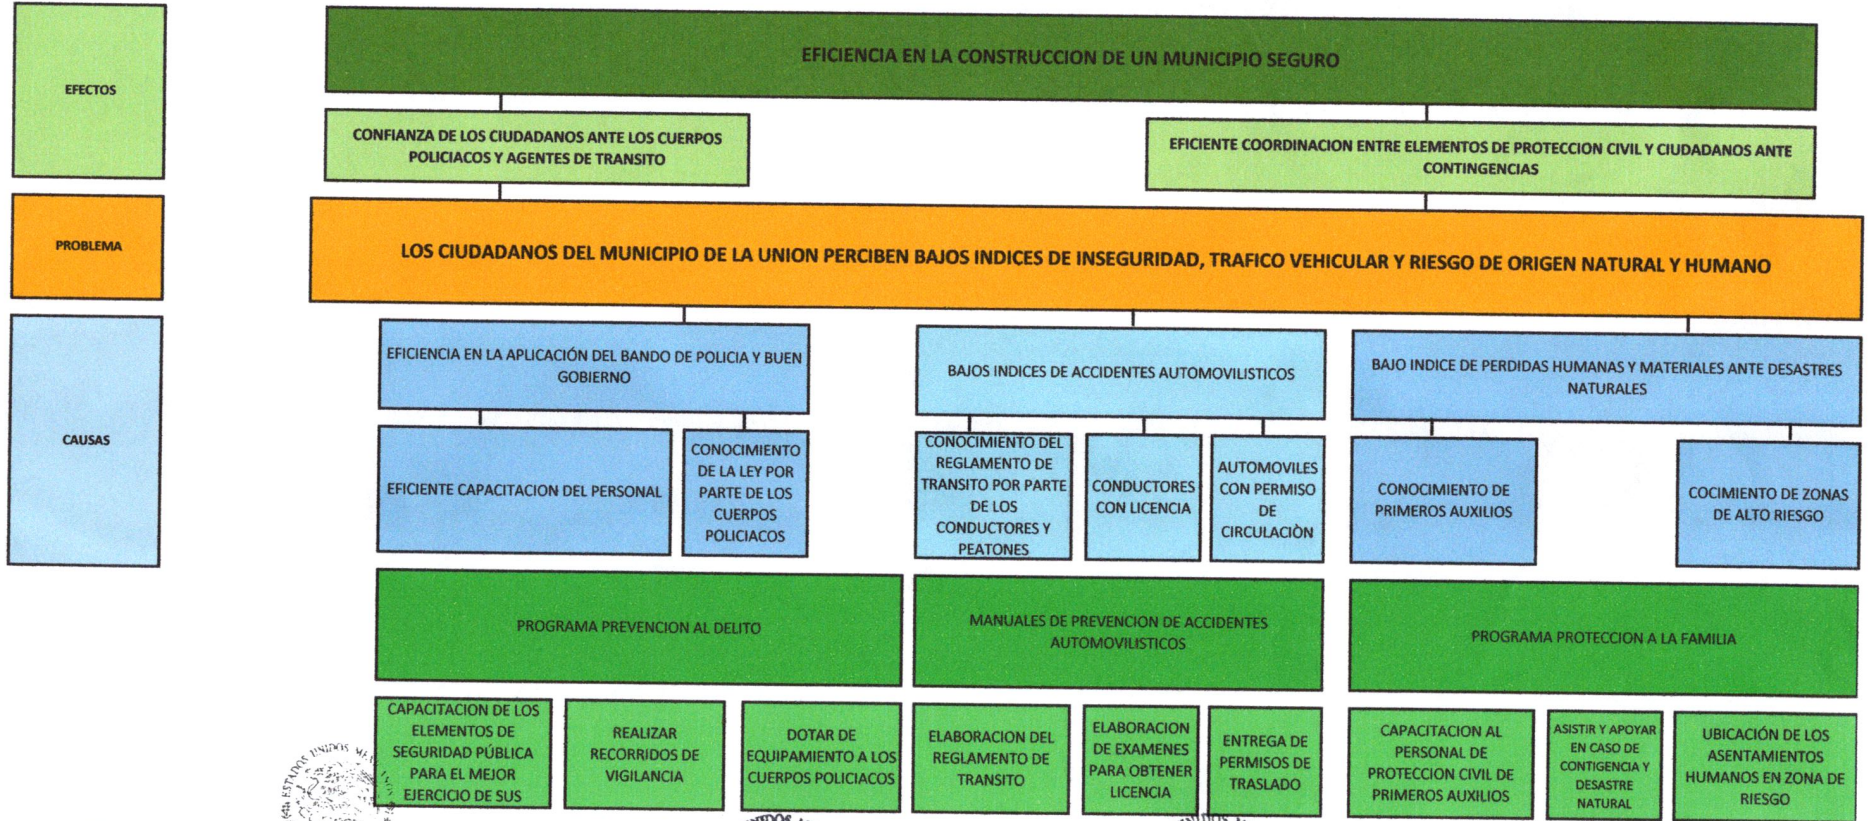 EFECTOS
EFICIENCIA EN LA CONSTRUCCION DE UN MUNICIPIO SEGURO
CONFIANZA DE LOS CIUDADANOS ANTE LOS CUERPOS
POLICIACOS Y AGENTES DE TRANSITO
EFICIENTE COORDINACION ENTRE ELEMENTOS DE PROTECCION CIVIL Y CIUDADANOS ANTE
CONTINGENCIAS
PROBLEMA
LOS CIUDADANOS DEL MUNICIPIO DE LA UNION PERCIBEN BAJOS INDICES DE INSEGURIDAD, TRAFICO VEHICULAR Y RIESGO DE ORIGEN NATURAL Y HUMANO
CAUSAS
EFICIENCIA EN LA APLICACIÓN DEL BANDO DE POLICIA Y BUEN
GOBIERNO
BAJOS INDICES DE ACCIDENTES AUTOMOVILISTICOS
BAJO INDICE DE PERDIDAS HUMANAS Y MATERIALES ANTE DESASTRES
NATURALES
EFICIENTE CAPACITACION DEL PERSONAL
CONOCIMIENTO
DE LA LEY POR
PARTE DE LOS
CUERPOS
POLICIACOS
CONOCIMIENTO DEL
REGLAMENTO DE
TRANSITO POR PARTE
DE LOS
CONDUCTORES Y
PEATONES
CONDUCTORES
CON LICENCIA
AUTOMOVILES
CON PERMISO
DE
CIRCULACIÒN
CONOCIMIENTO DE
PRIMEROS AUXILIOS
COCIMIENTO DE ZONAS
DE ALTO RIESGO
PROGRAMA PREVENCION AL DELITO
MANUALES DE PREVENCION DE ACCIDENTES
AUTOMOVILISTICOS
PROGRAMA PROTECCION A LA FAMILIA
CAPACITACION DE LOS
ELEMENTOS DE
SEGURIDAD PÚBLICA
PARA EL MEJOR
EJERCICIO DE SUS
REALIZAR
RECORRIDOS DE
VIGILANCIA
DOTAR DE
EQUIPAMIENTO A LOS
CUERPOS POLICIACOS
ELABORACION DEL
REGLAMENTO DE
TRANSITO
ELABORACION
DE EXAMENES
PARA OBTENER
LICENCIA
ENTREGA DE
PERMISOS DE
TRASLADO
CAPACITACION AL
PERSONAL DE
PROTECCION CIVIL DE
PRIMEROS AUXILIOS
ASISTIR Y APOYAR
EN CASO DE
CONTIGENCIA Y
DESASTRE
NATURAL
UBICACIÓN DE LOS
ASENTAMIENTOS
HUMANOS EN ZONA DE
RIESGO
ESTADOS UNIDOS